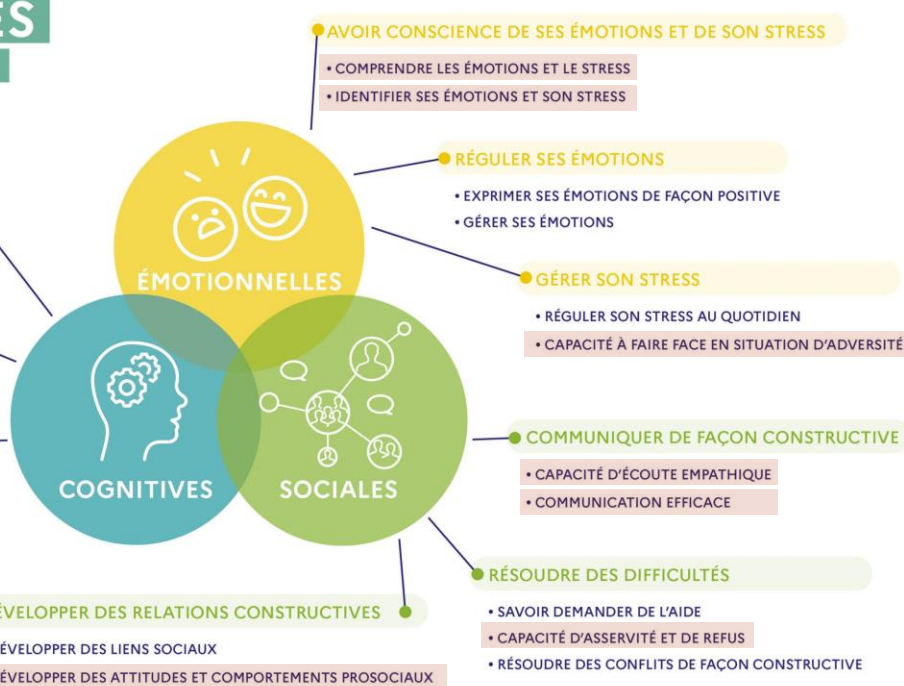 ES
AVOIR CONSCIENCE DE SES ÉMOTIONS ET DE SON STRESS
• COMPRENDRE LES ÉMOTIONS ET LE STRESS
• IDENTIFIER SES ÉMOTIONS ET SON STRESS
RÉGULER SES ÉMOTIONS
• EXPRIMER SES ÉMOTIONS DE FAÇON POSITIVE
• GÉRER SES ÉMOTIONS
ÉMOTIONNELLES
GÉRER SON STRESS
• RÉGULER SON STRESS AU QUOTIDIEN
• CAPACITÉ À FAIRE FACE EN SITUATION D'ADVERSITÉ
COGNITIVES
SOCIALES
COMMUNIQUER DE FAÇON CONSTRUCTIVE
• CAPACITÉ D'ÉCOUTE EMPATHIQUE
• COMMUNICATION EFFICACE
RÉSOUDRE DES DIFFICULTÉS
• SAVOIR DEMANDER DE L'AIDE
• CAPACITÉ D'ASSERVITÉ ET DE REFUS
• RÉSOUDRE DES CONFLITS DE FAÇON CONSTRUCTIVE
ÉVELOPPER DES RELATIONS CONSTRUCTIVES
ÉVELOPPER DES LIENS SOCIAUX
ÉVELOPPER DES ATTITUDES ET COMPORTEMENTS PROSOCIAUX